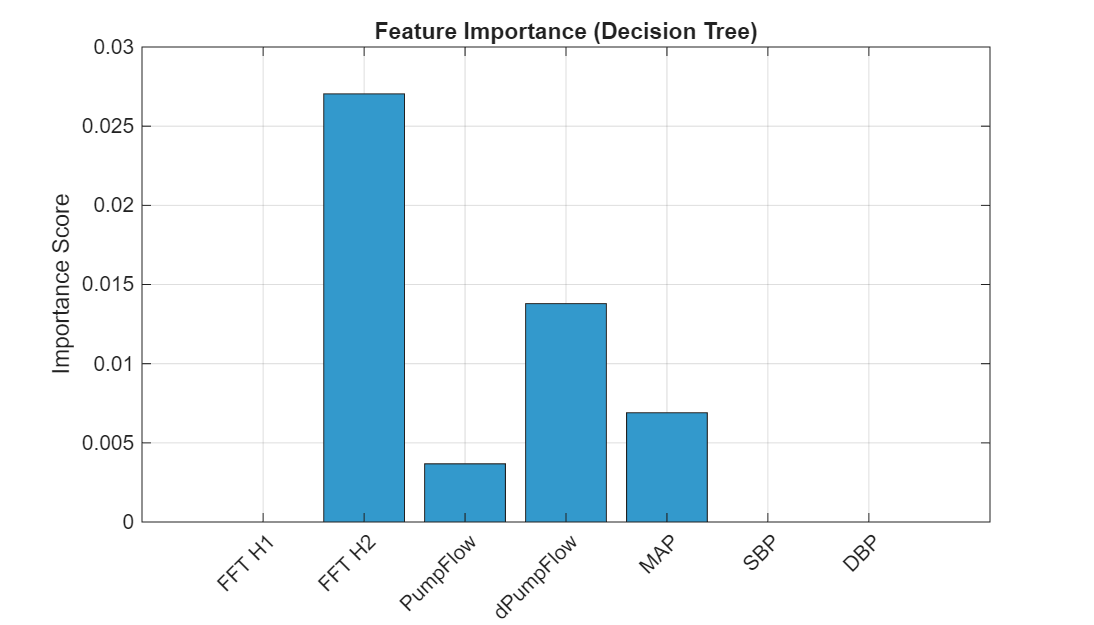 Feature Importance (Decision Tree)
0.03
0.025
0.02
0.015
0.01
0.005
0
Importance Score
FFT H1
FFT H2
PumpFlow
dPumpFlow
MAP
SBP
DBP